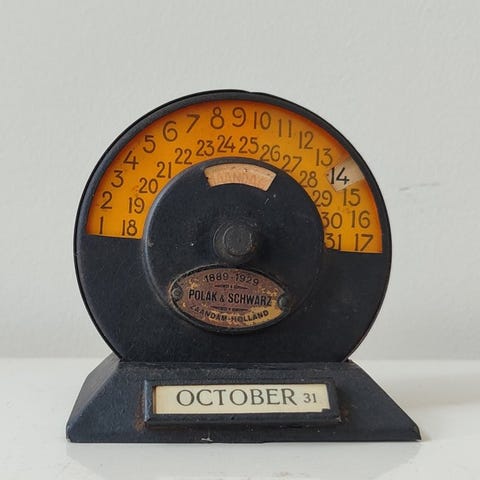 1 2 3 4 5 6 7 8 9 10 11 12 13 14 15 16 17
18 19 20 21 22 23 24 25 26 27 28 29 30 31
MAANDAG
1889-1929
POLAK & SCHWARZ
ZAANDAM-HOLLAND
OCTOBER 31